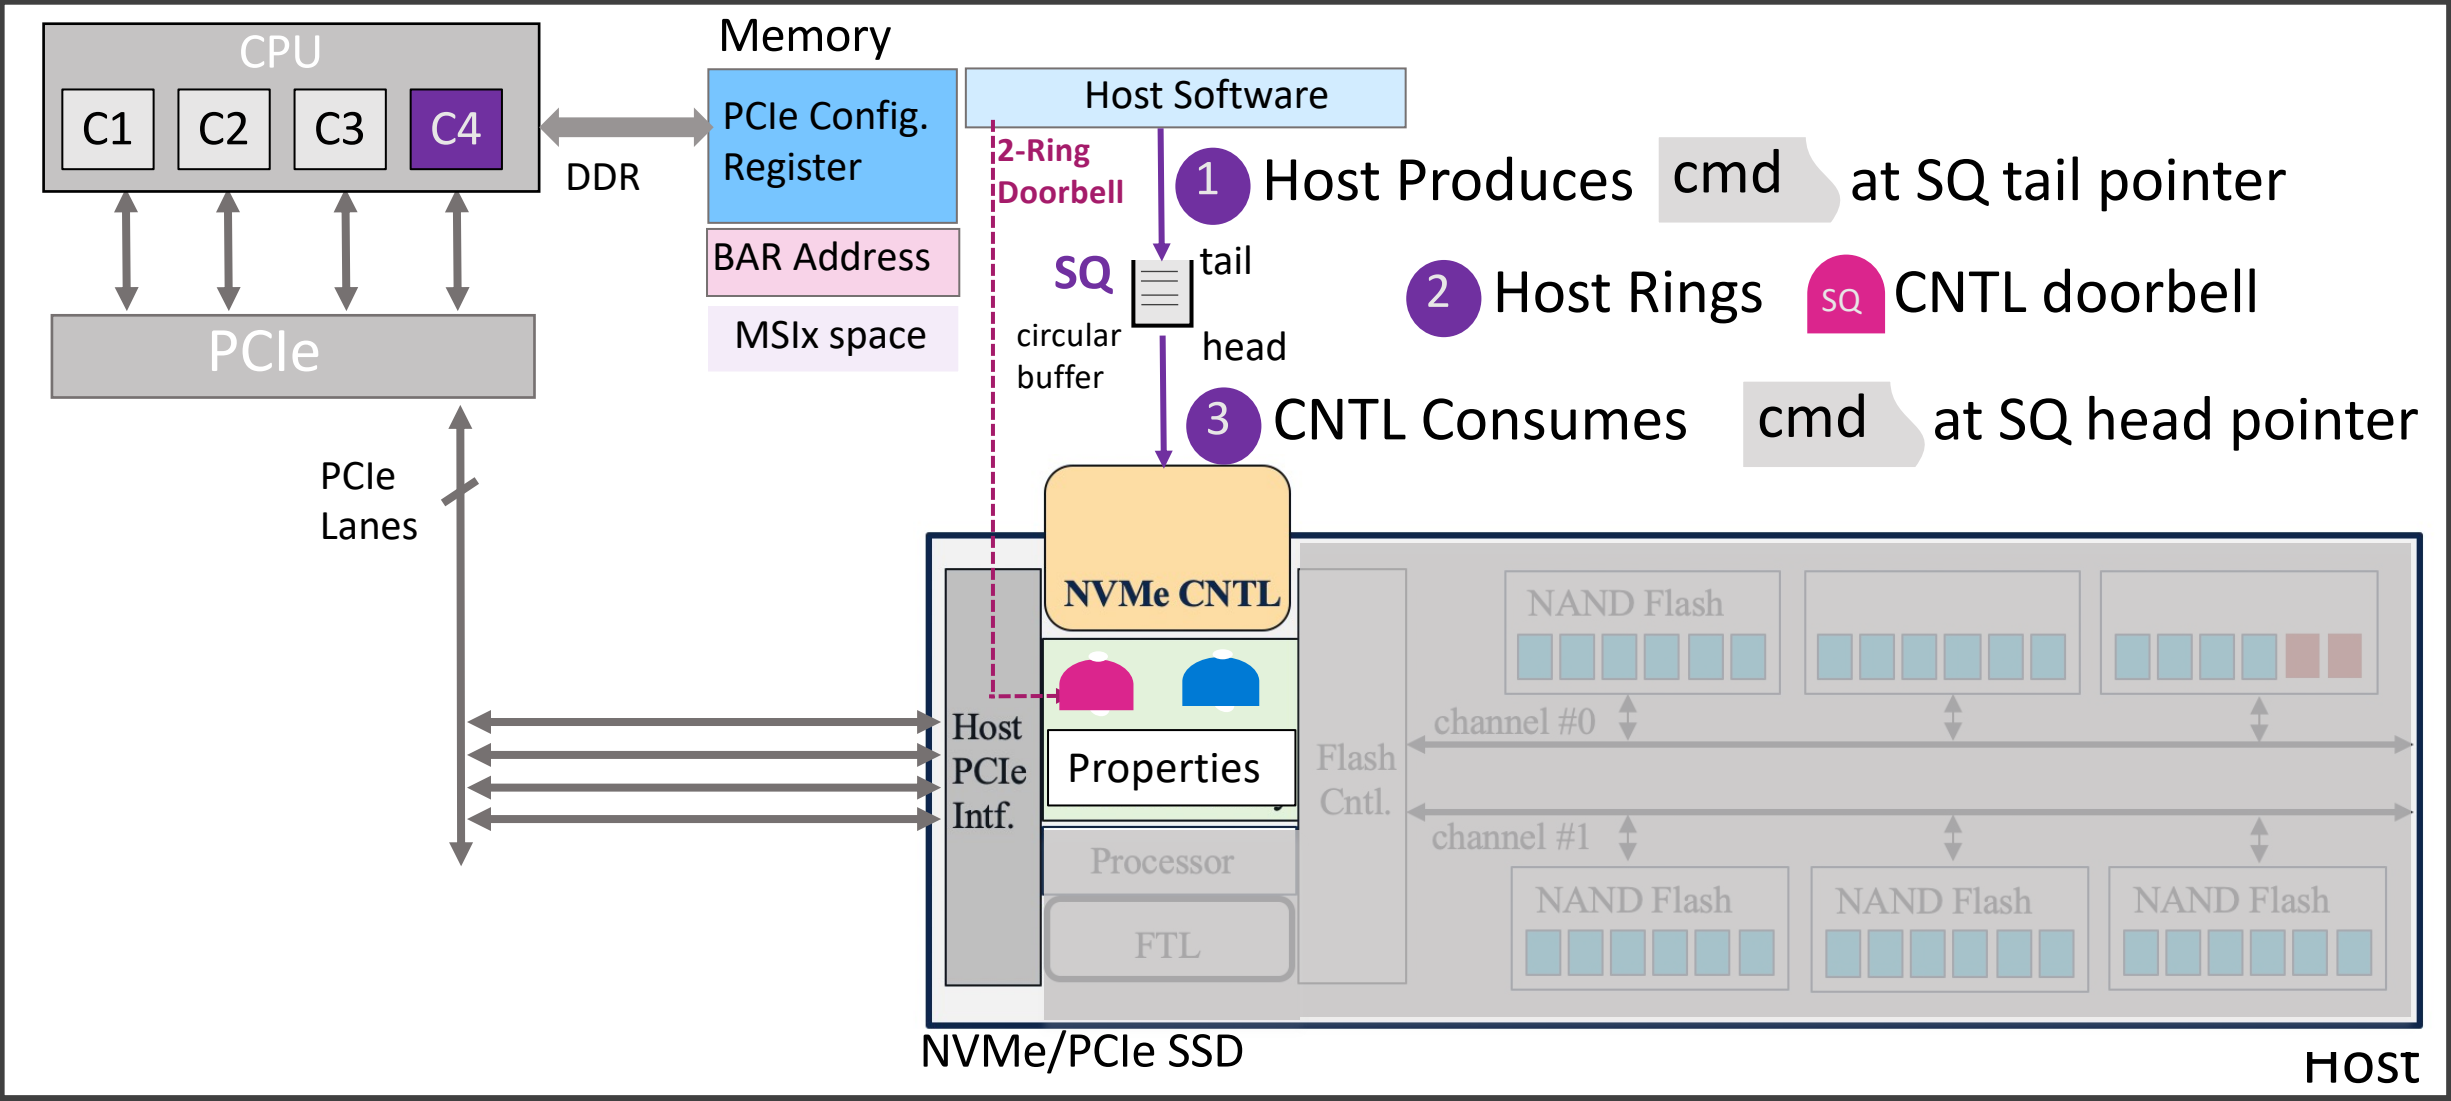 CPU
C1
C2
C3
C4
DDR
Memory
PCIe Config.
Register
BAR Address
MSIx space
PCIe
PCIe
Lanes
Host Software
2-Ring
Doorbell
1 Host Produces cmd at SQ tail pointer
SQ
tail
2 Host Rings SQ CNTL doorbell
circular
buffer
head
3 CNTL Consumes cmd at SQ head pointer
NVMe CNTL
Host
PCIe
Intf.
Properties
Processor
FTL
Flash
Cntl.
NAND Flash
channel #0
channel #1
NAND Flash
NAND Flash
NAND Flash
NVMe/PCIe SSD
Host